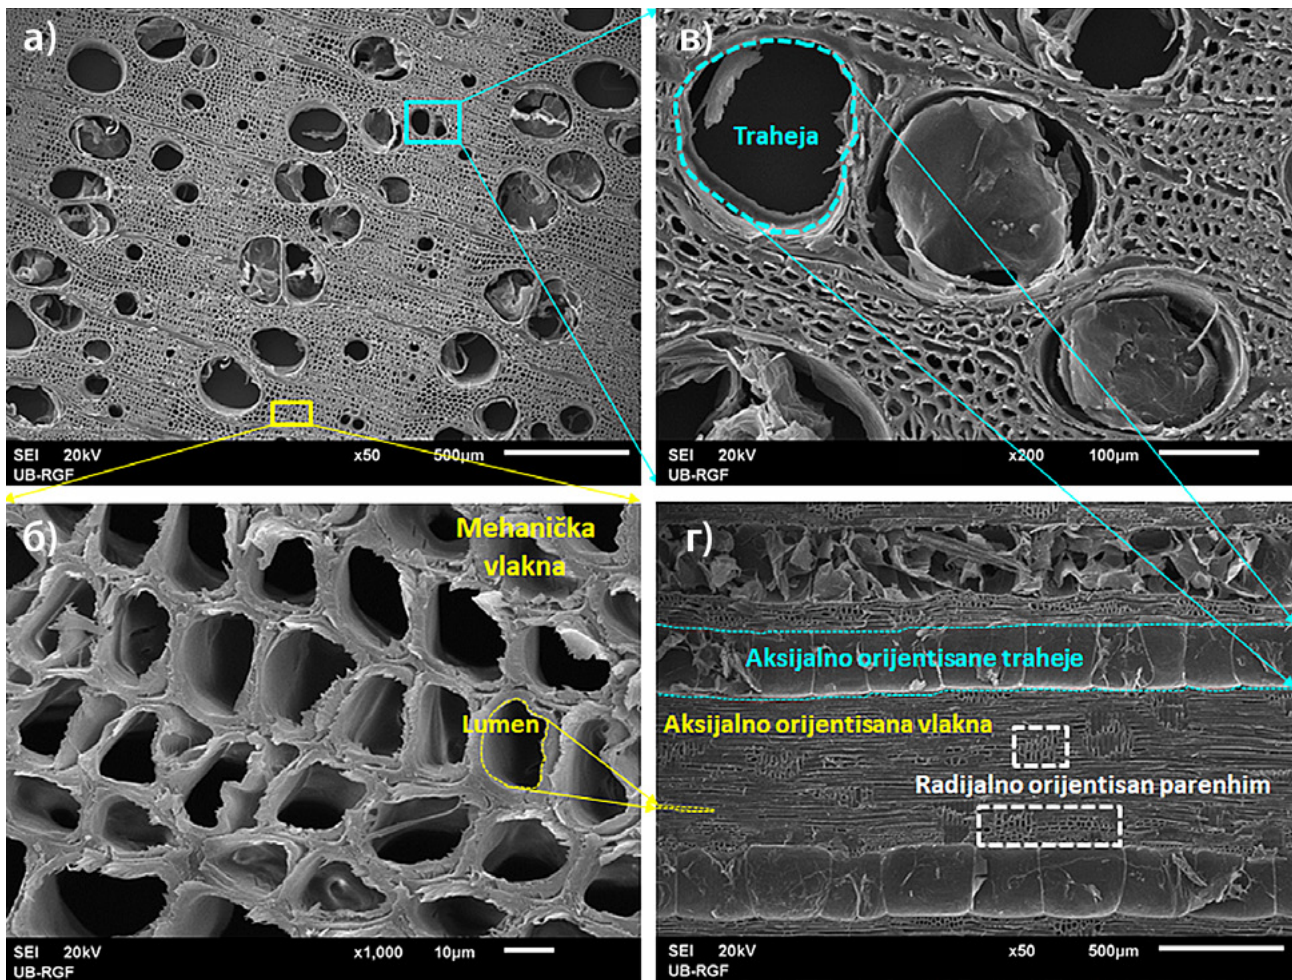 а)
SEI 20kV x50 500µm
UB-RGF
в)
Traheja
SEI 20kV x200 100µm
UB-RGF
б)
Mehanička
vlakna
Lumen
SEI 20kV x1,000 10µm
UB-RGF
г)
Aksijalno orijentisane traheje
Aksijalno orijentisana vlakna
Radijalno orijentisan parenhim
SEI 20kV x50 500µm
UB-RGF